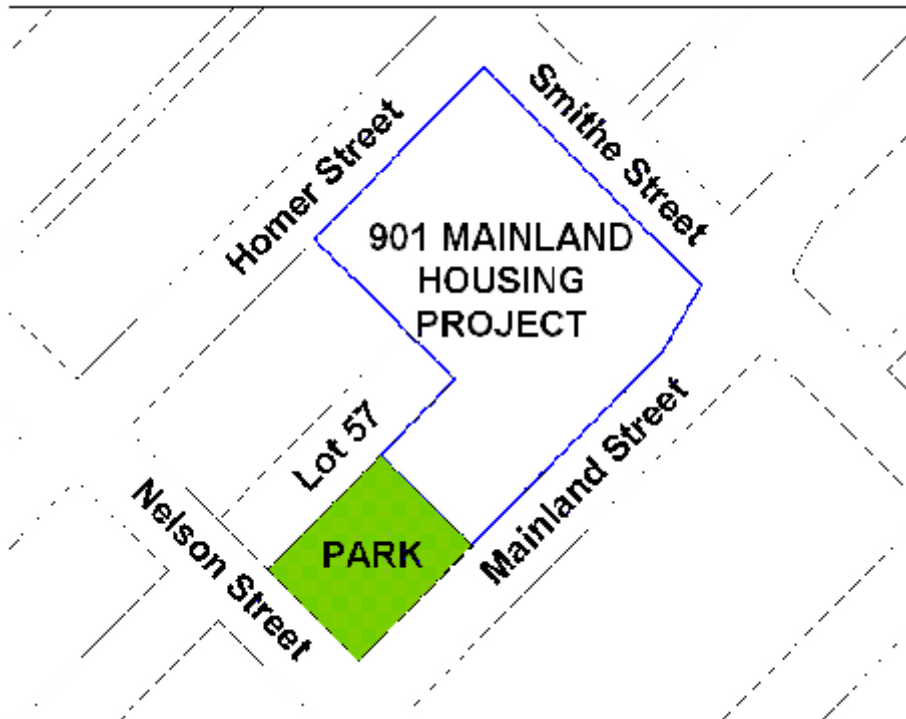 Smithe Street
Homer Street
901 MAINLAND
HOUSING
PROJECT
Lot 57
Mainland Street
Nelson Street
PARK